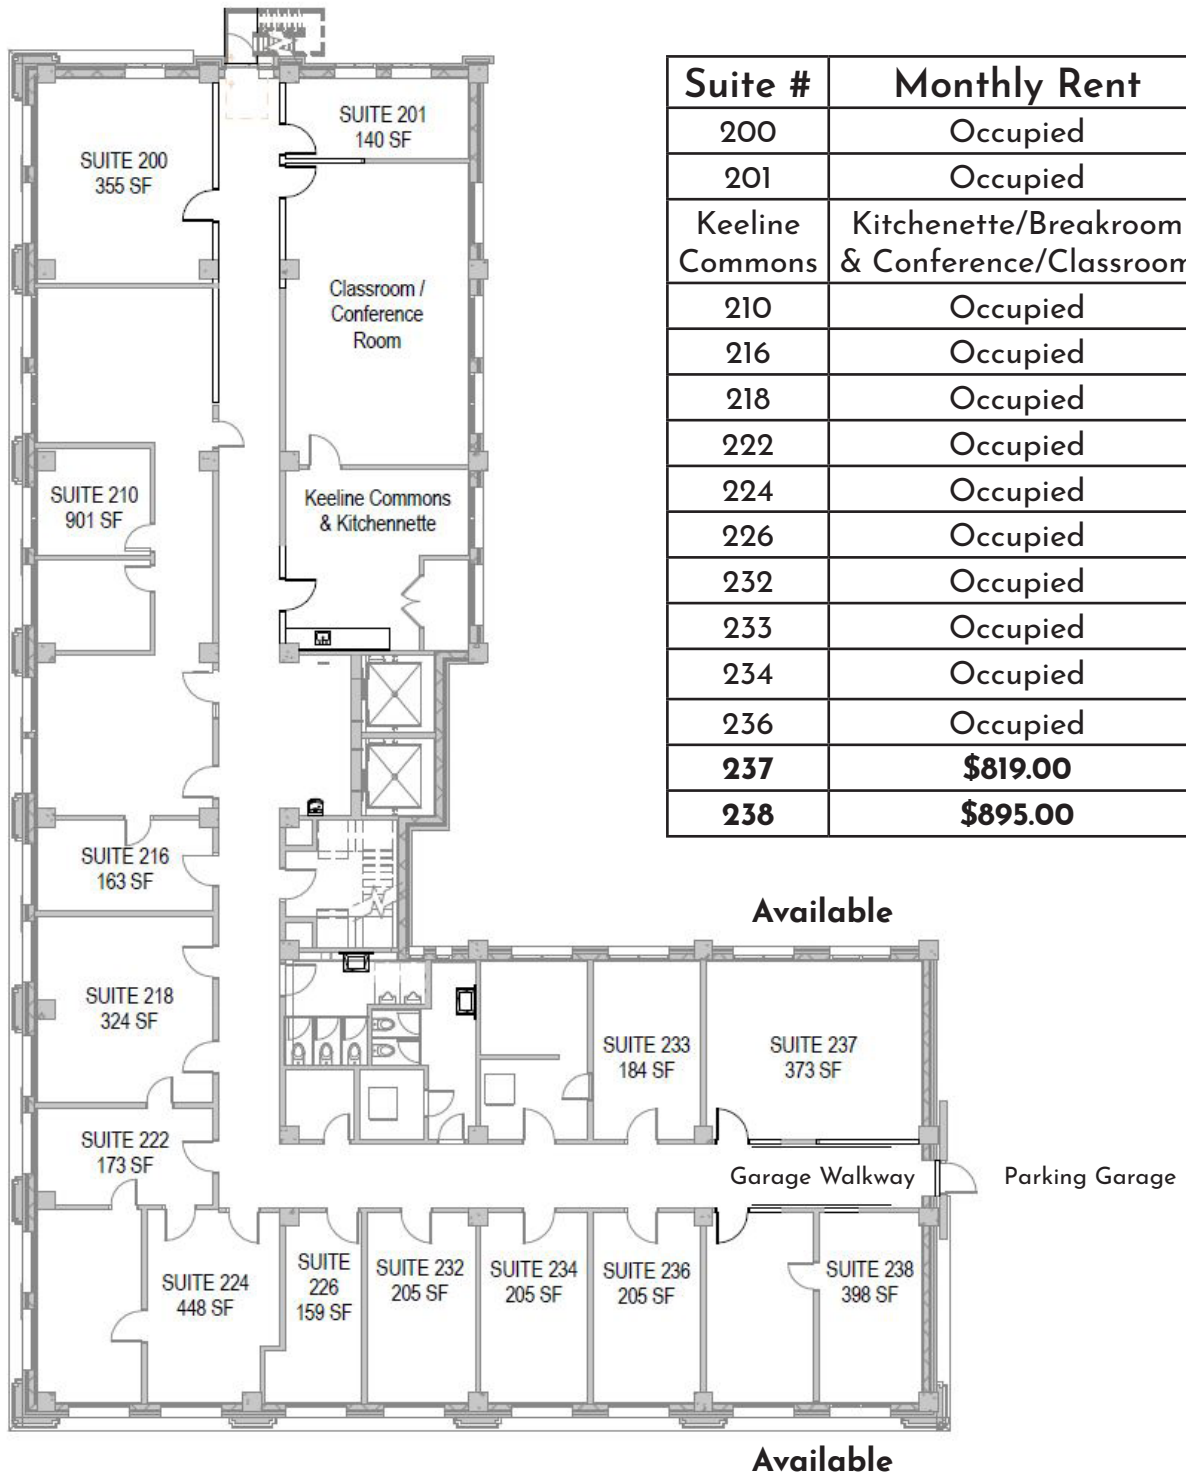 Suite # Monthly Rent
200 Occupied
201 Occupied
Keeline Kitchenette/Breakroom
Commons & Conference/Classroom
210 Occupied
216 Occupied
218 Occupied
222 Occupied
224 Occupied
226 Occupied
232 Occupied
233 Occupied
234 Occupied
236 Occupied
237 $819.00
238 $895.00
SUITE 200
355 SF
SUITE 201
140 SF
Classroom /
Conference
Room
SUITE 210
901 SF
Keeline Commons
& Kitchennette
SUITE 216
163 SF
SUITE 218
324 SF
SUITE 222
173 SF
Available
SUITE 233
184 SF
SUITE 237
373 SF
Garage Walkway
Parking Garage
SUITE 224
448 SF
SUITE
226
159 SF
SUITE 232
205 SF
SUITE 234
205 SF
SUITE 236
205 SF
SUITE 238
398 SF
Available